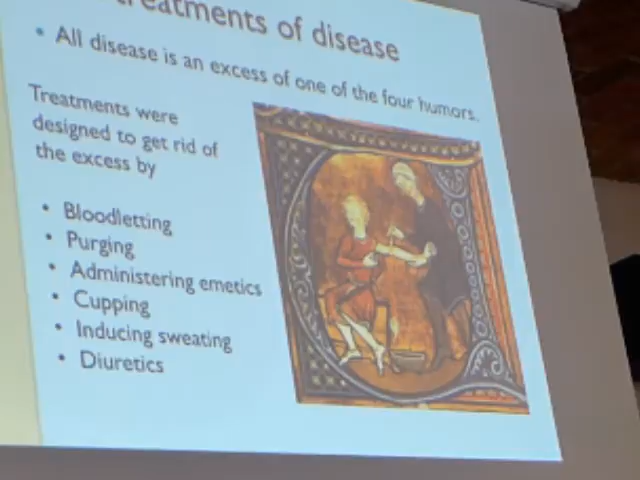 treatments of disease
• All disease is an excess of one of the four humors.
Treatments were
designed to get rid of
the excess by
• Bloodletting
• Purging
• Administering emetics
• Cupping
• Inducing sweating
• Diuretics